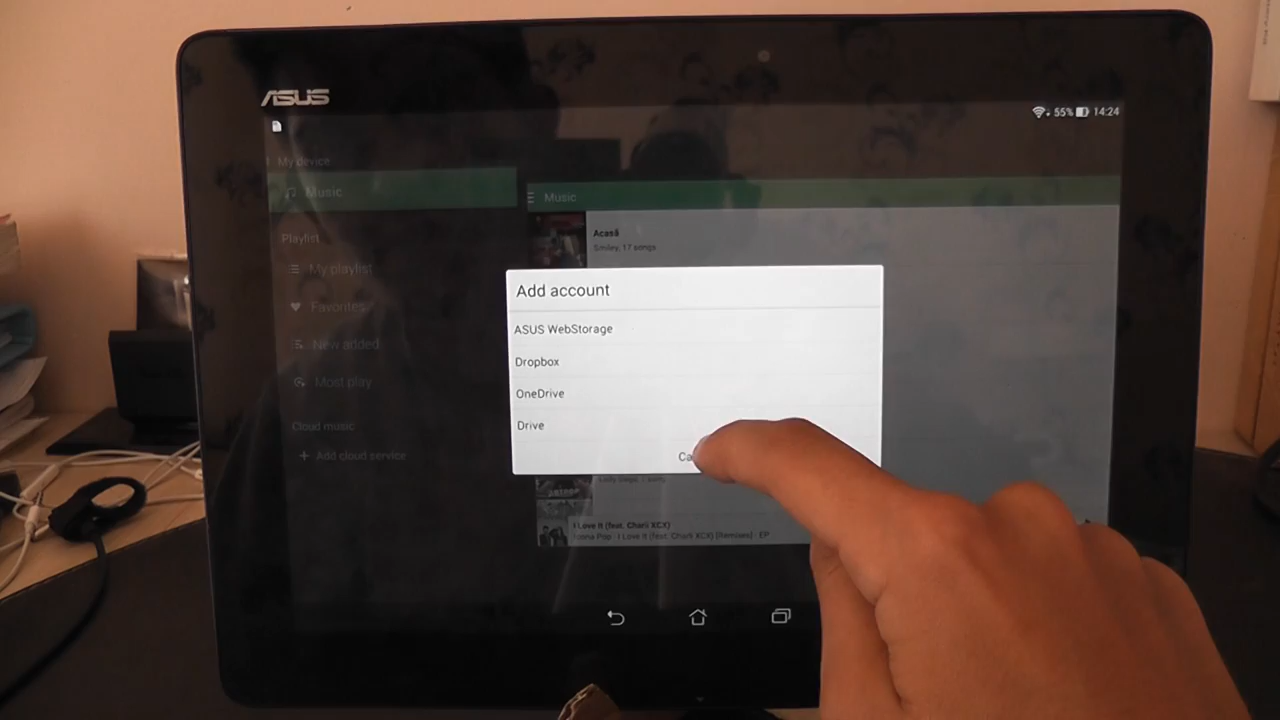 ASUS
55% 14:24
My device
Music
Music
Playlist
My playlist
Favorites
New added
Most play
Cloud music
+ Add cloud service
Acasă
Smiley, 17 songs
Add account
ASUS WebStorage
Dropbox
OneDrive
Drive
Ca
I Love It (feat. Charli XCX)
Icona Pop I Love It (feat. Charli XCX) [Remixes] - EP